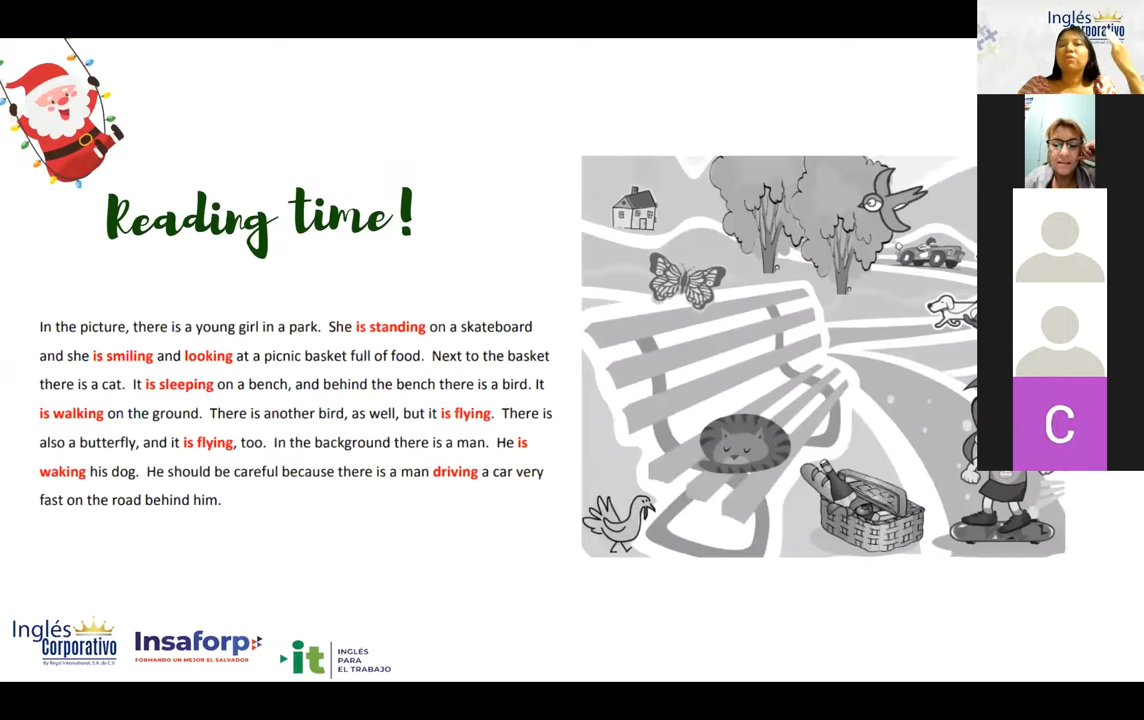 Inglés
Corporativo
Reading time!
In the picture, there is a young girl in a park. She is standing on a skateboard
and she is smiling and looking at a picnic basket full of food. Next to the basket
there is a cat. It is sleeping on a bench, and behind the bench there is a bird. It
is walking on the ground. There is another bird, as well, but it is flying. There is
also a butterfly, and it is flying, too. In the background there is a man. He is
waking his dog. He should be careful because there is a man driving a car very
fast on the road behind him.
C
Inglés
Corporativo
By Regal International, S.A. de C.V.
Insaforp
FORMANDO UN MEJOR EL SALVADOR
it
INGLÉS
PARA
EL TRABAJO